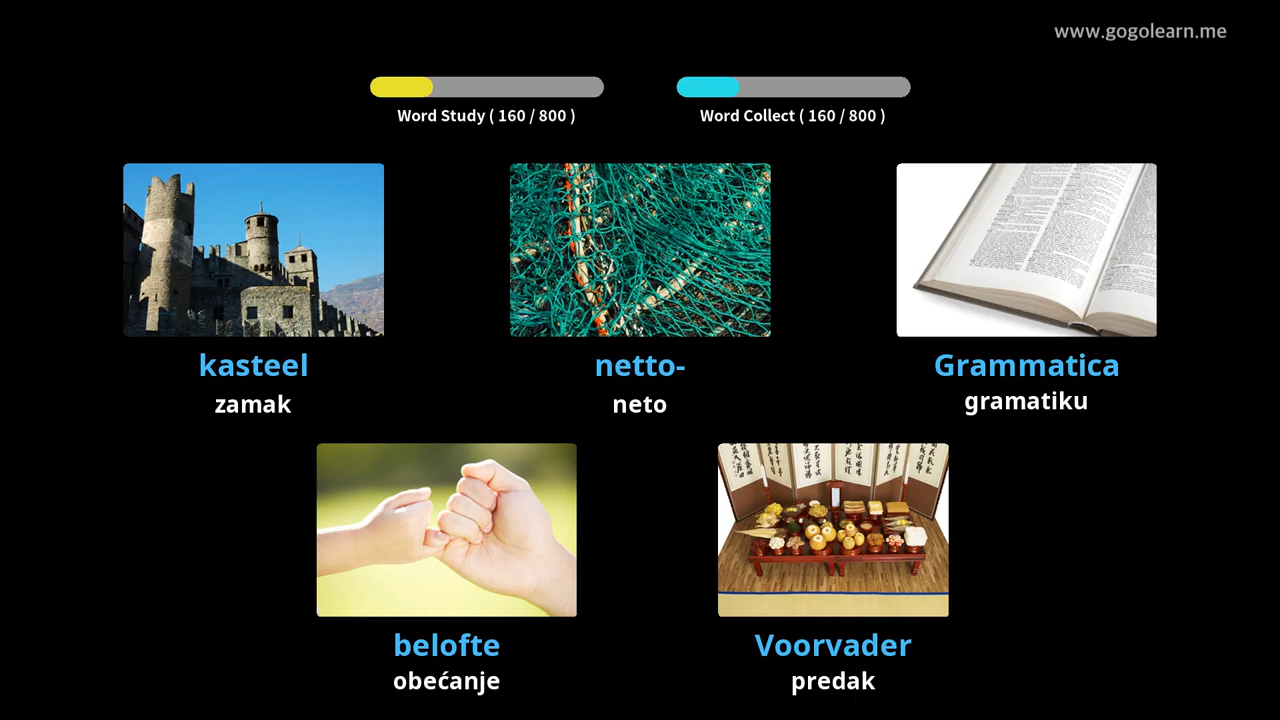 www.gogolearn.me
Word Study ( 160 / 800 )
Word Collect ( 160 / 800 )
kasteel
zamak
netto-
neto
Grammatica
gramatiku
belofte
obećanje
Voorvader
predak